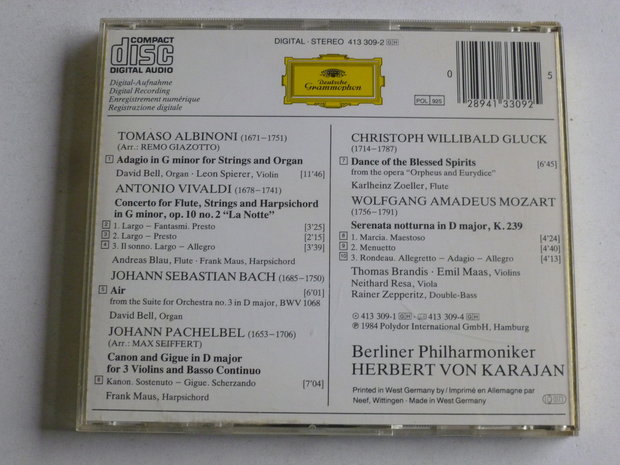 COMPACT
disc
DIGITAL AUDIO
Digital-Aufnahme
Digital Recording
Enregistrement numérique
Registrazione digitale
DIGITAL · STEREO 413 309-2 GH
Deutsche
Grammophon
POL 925
0 28941 33092 5
TOMASO ALBINONI (1671–1751)
(Arr.: REMO GIAZOTTO)
1 Adagio in G minor for Strings and Organ
David Bell, Organ · Leon Spierer, Violin [11'46]
ANTONIO VIVALDI (1678–1741)
Concerto for Flute, Strings and Harpsichord
in G minor, op. 10 no. 2 “La Notte”
2 1. Largo – Fantasmi. Presto [3'25]
3 2. Largo – Presto [2'15]
4 3. Il sonno. Largo – Allegro [3'39]
Andreas Blau, Flute · Frank Maus, Harpsichord
JOHANN SEBASTIAN BACH (1685–1750)
5 Air [6'01]
from the Suite for Orchestra no. 3 in D major, BWV 1068
David Bell, Organ
JOHANN PACHELBEL (1653–1706)
(Arr.: MAX SEIFFERT)
Canon and Gigue in D major
for 3 Violins and Basso Continuo
6 Kanon. Sostenuto – Gigue. Scherzando [7'04]
Frank Maus, Harpsichord
CHRISTOPH WILLIBALD GLUCK
(1714–1787)
7 Dance of the Blessed Spirits [6'45]
from the opera “Orpheus and Eurydice”
Karlheinz Zoeller, Flute
WOLFGANG AMADEUS MOZART
(1756–1791)
Serenata notturna in D major, K. 239
8 1. Marcia. Maestoso [4'24]
9 2. Menuetto [4'40]
10 3. Rondeau. Allegretto – Adagio – Allegro [4'13]
Thomas Brandis · Emil Maas, Violins
Neithard Resa, Viola
Rainer Zepperitz, Double-Bass
413 309-1 GH 413 309-4 GH
℗ 1984 Polydor International GmbH, Hamburg
Berliner Philharmoniker
HERBERT VON KARAJAN
Printed in West Germany by / Imprimé en Allemagne par
Neef, Wittingen · Made in West Germany